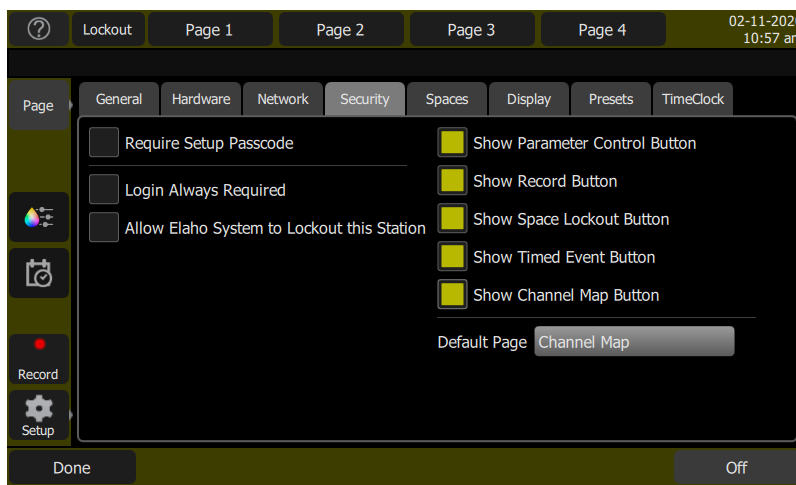 Lockout
Page 1
Page 2
Page 3
Page 4
02-11-202
10:57 a
Page
General
Hardware
Network
Security
Spaces
Display
Presets
TimeClock
Require Setup Passcode
Login Always Required
Allow Elaho System to Lockout this Station
Show Parameter Control Button
Show Record Button
Show Space Lockout Button
Show Timed Event Button
Show Channel Map Button
Default Page
Channel Map
Record
Setup
Done
Off